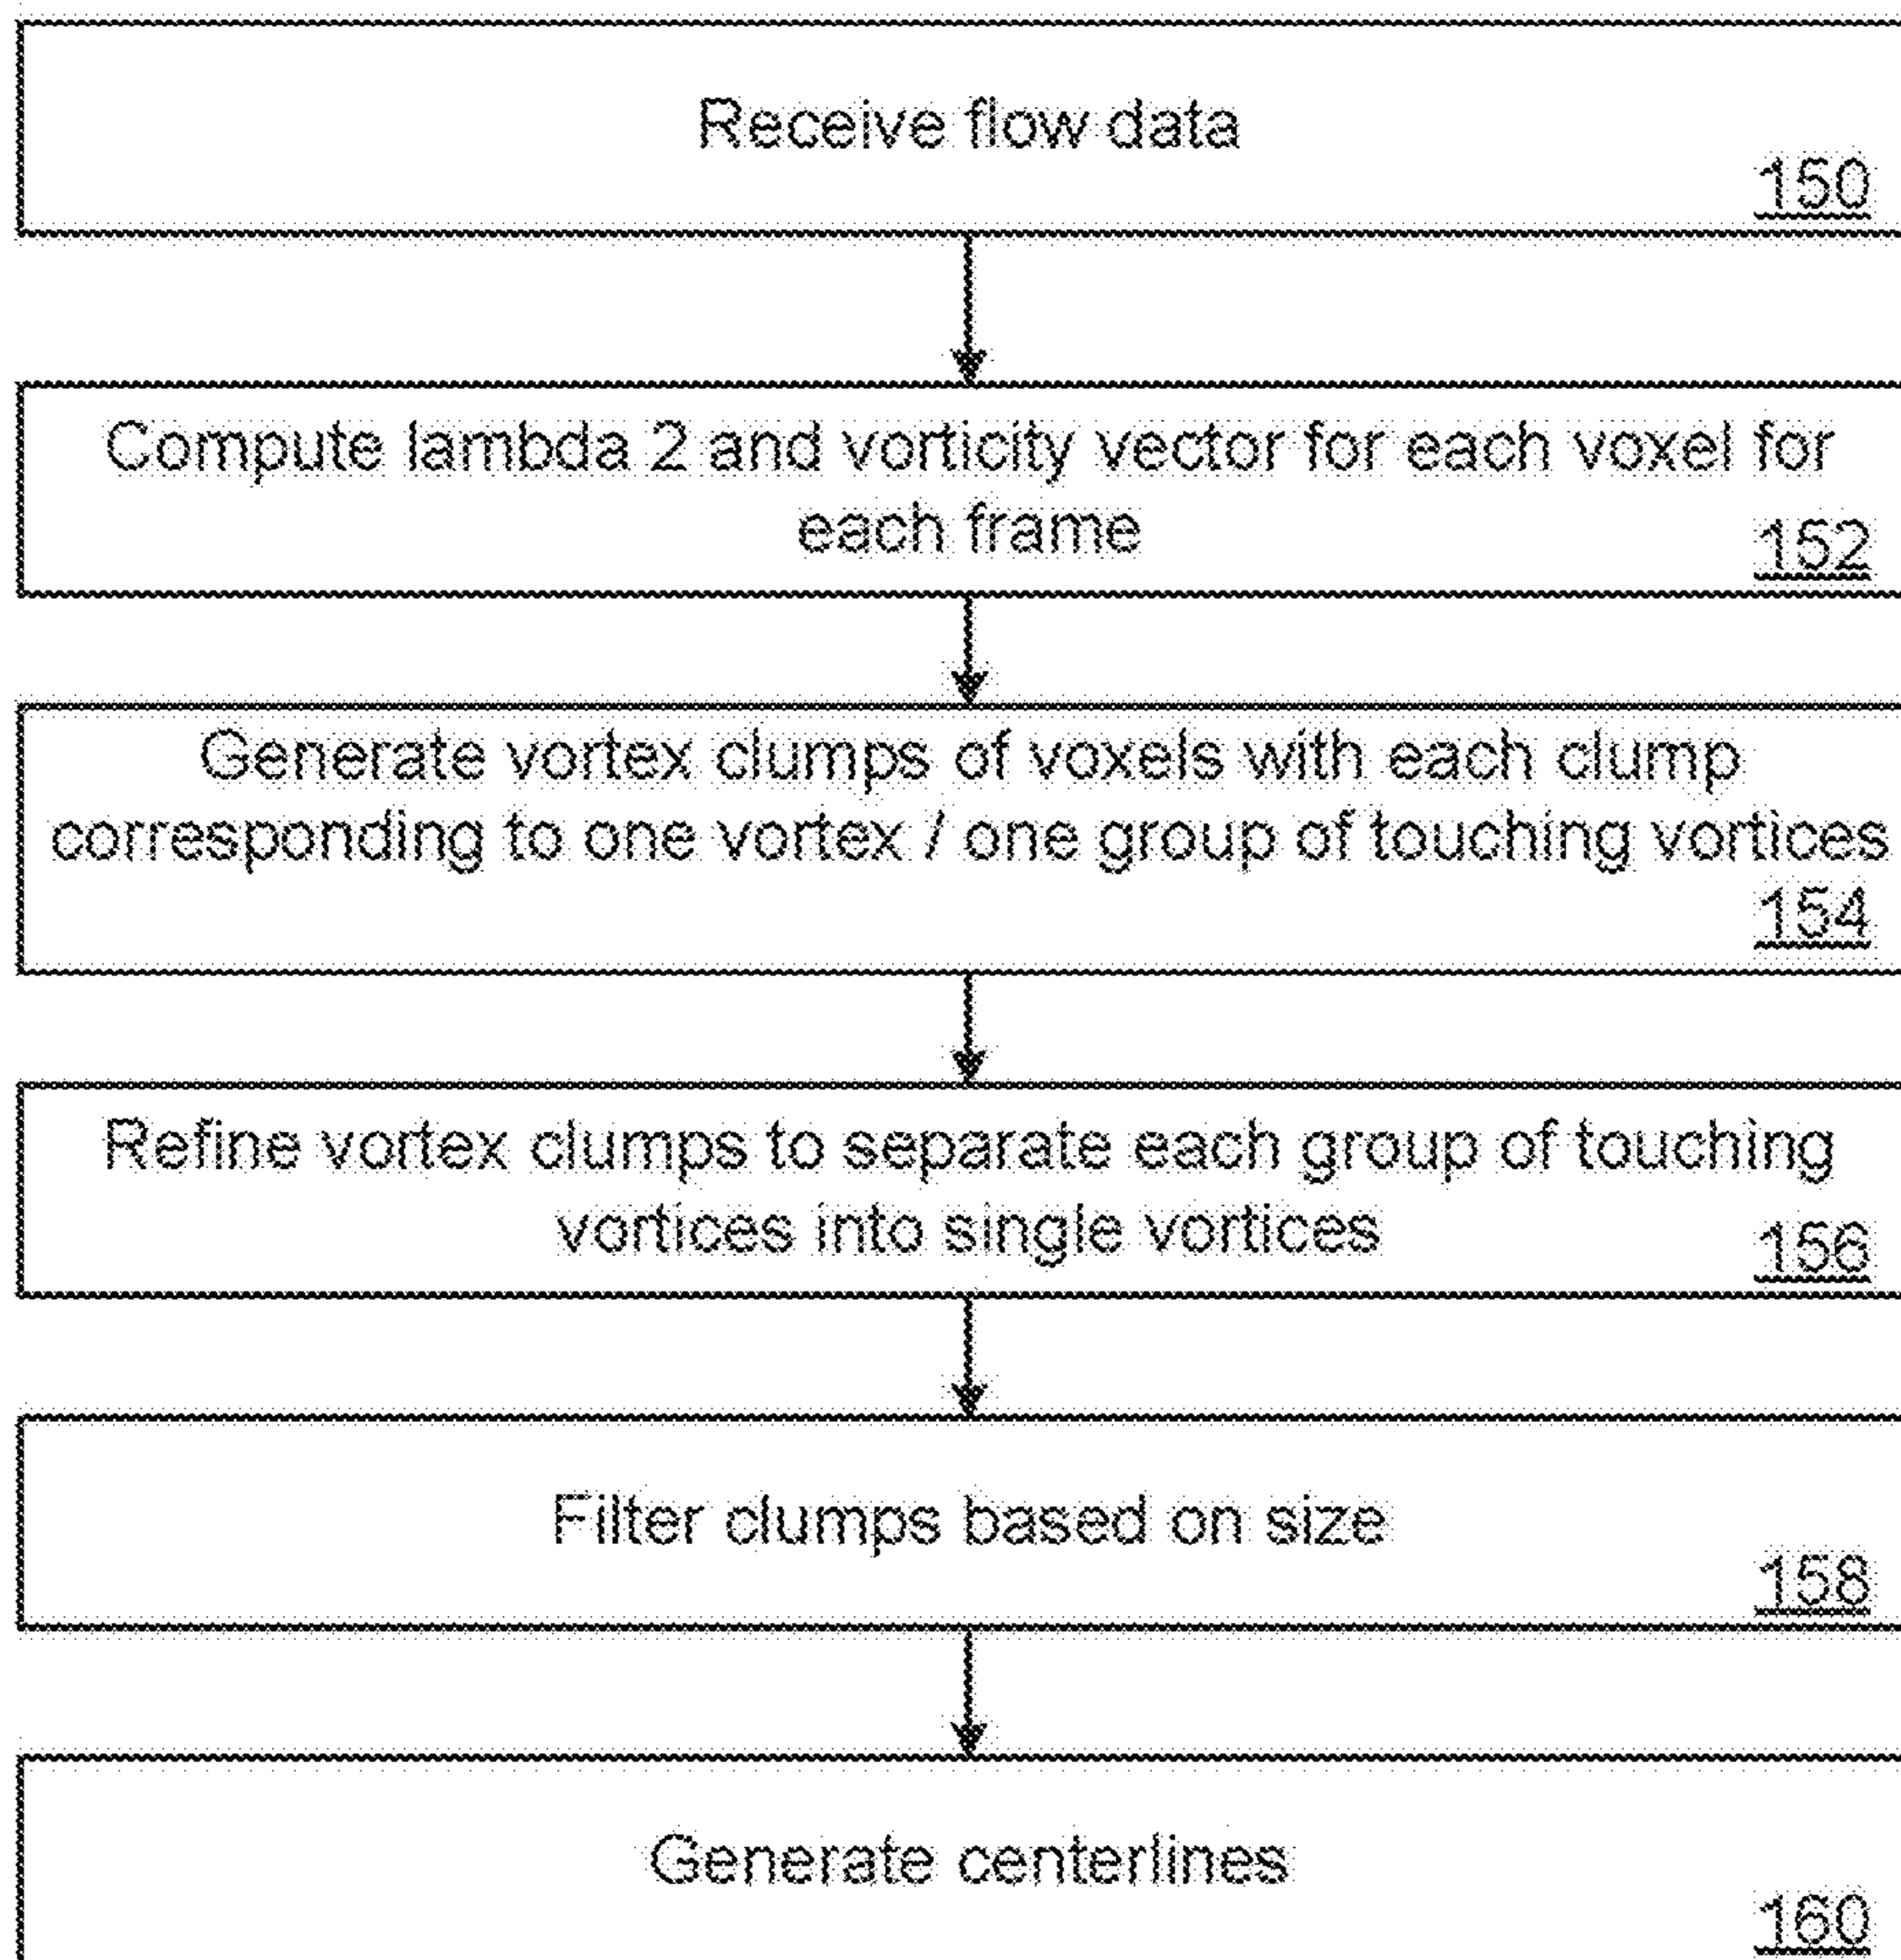 Receive flow data
150
Compute lambda 2 and vorticity vector for each voxel for
each frame
152
Generate vortex clumps of voxels with each clump
corresponding to one vortex / one group of touching vortices
154
Refine vortex clumps to separate each group of touching
vortices into single vortices
156
Filter clumps based on size
158
Generate centerlines
160